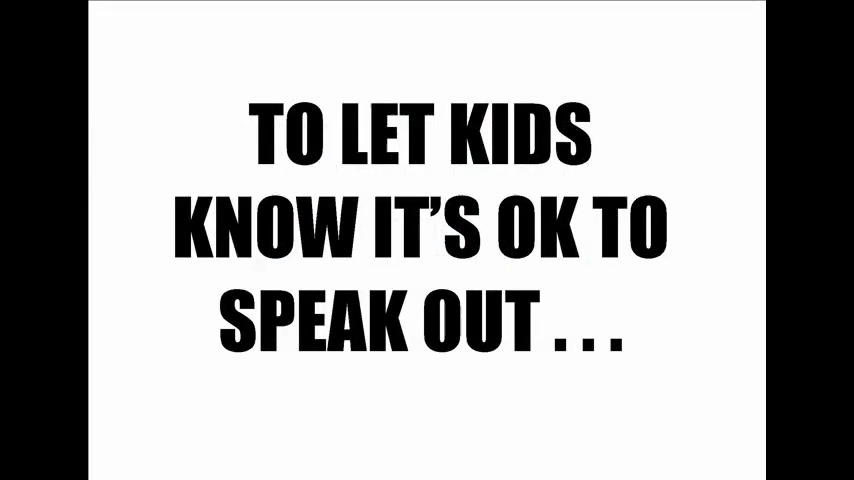 TO LET KIDS
KNOW IT’S OK TO
SPEAK OUT . . .